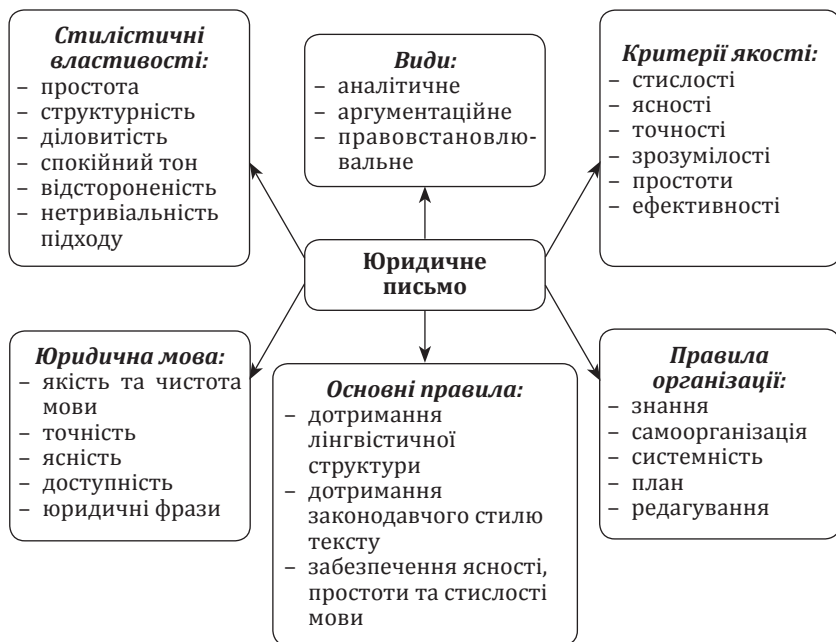 Стилістичні
властивості:
– простота
– структурність
– діловитість
– спокійний тон
– відстороненість
– нетривіальність
підходу
Види:
– аналітичне
– аргументаційне
– правовстановлю-
вальне
Критерії якості:
– стислості
– ясності
– точності
– зрозумілості
– простоти
– ефективності
Юридичне
письмо
Юридична мова:
– якість та чистота
мови
– точність
– ясність
– доступність
– юридичні фрази
Основні правила:
– дотримання
лінгвістичної
структури
– дотримання
законодавчого стилю
тексту
– забезпечення ясності,
простоти та стислості
мови
Правила
організації:
– знання
– самоорганізація
– системність
– план
– редагування